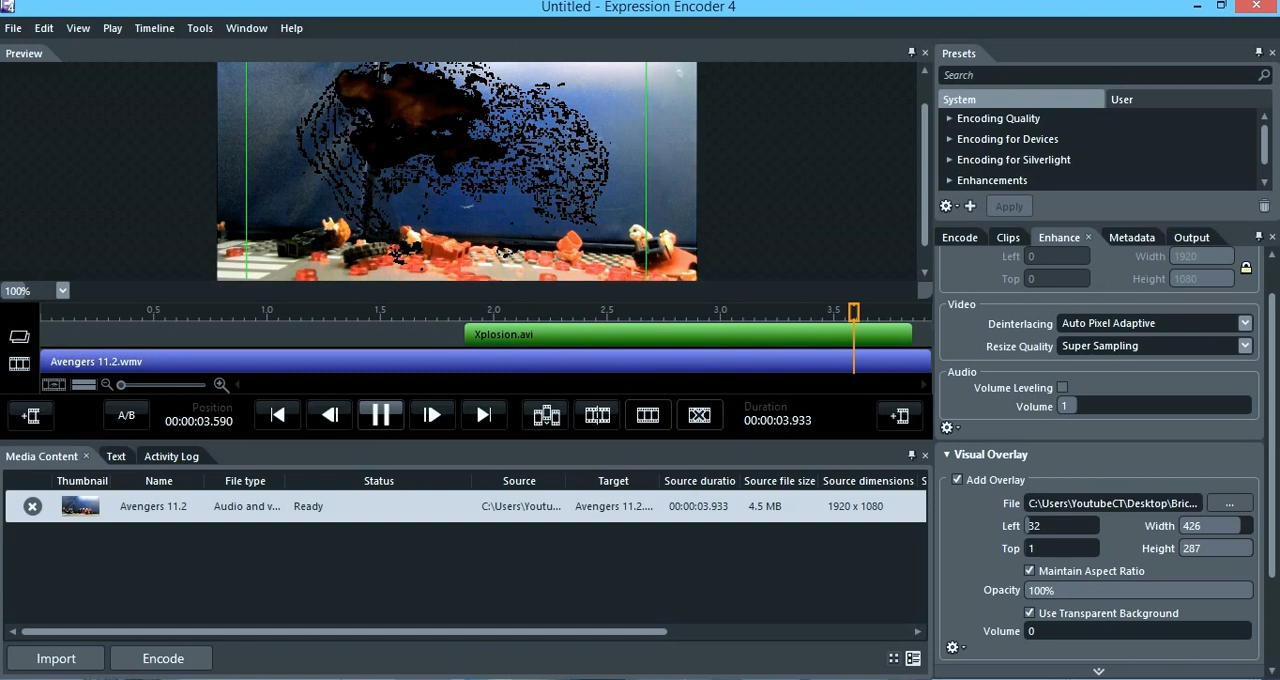 Untitled - Expression Encoder 4
File Edit View Play Timeline Tools Window Help
Preview
100%
0,5 1,0 1,5 2,0 2,5 3,0 3,5
Xplosion.avi
Avengers 11.2.wmv
A/B
Position
00:00:03.590
Duration
00:00:03.933
Media Content Text Activity Log
Thumbnail Name File type Status Source Target Source duratio Source file size Source dimensions S
Avengers 11.2 Audio and v... Ready C:\Users\Youtu... Avengers 11.2.... 00:00:03.933 4.5 MB 1920 x 1080
Import Encode
Presets
Search
System User
Encoding Quality
Encoding for Devices
Encoding for Silverlight
Enhancements
Apply
Encode Clips Enhance Metadata Output
Left 0 Width 1920
Top 0 Height 1080
Video
Deinterlacing Auto Pixel Adaptive
Resize Quality Super Sampling
Audio
Volume Leveling
Volume 1
Visual Overlay
Add Overlay
File C:\Users\YoutubeCT\Desktop\Bric... ...
Left 32 Width 426
Top 1 Height 287
Maintain Aspect Ratio
Opacity 100%
Use Transparent Background
Volume 0